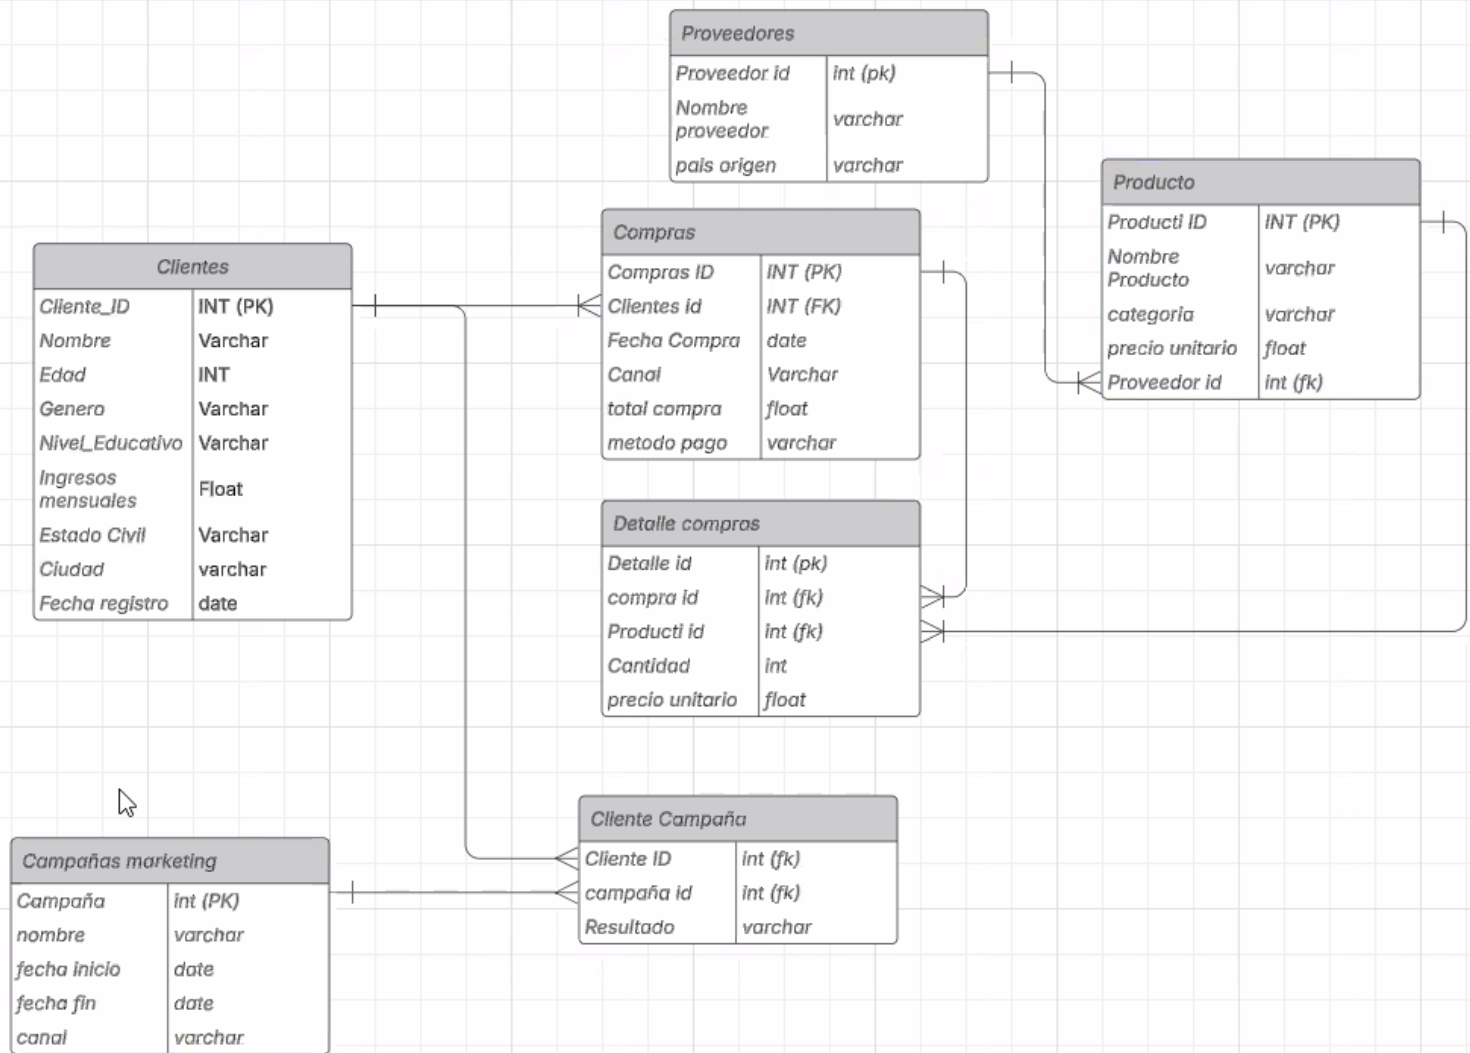 Proveedores
Proveedor id int (pk)
Nombre
proveedor varchar
pais origen varchar
Producto
Producti ID INT (PK)
Nombre
Producto varchar
categoria varchar
precio unitario float
Proveedor id int (fk)
Compras
Compras ID INT (PK)
Clientes id INT (FK)
Fecha Compra date
Canal Varchar
total compra float
metodo pago varchar
Clientes
Cliente_ID INT (PK)
Nombre Varchar
Edad INT
Genero Varchar
Nivel_Educativo Varchar
Ingresos
mensuales Float
Estado Civil Varchar
Ciudad varchar
Fecha registro date
Detalle compras
Detalle id int (pk)
compra id int (fk)
Producti id int (fk)
Cantidad int
precio unitario float
Cliente Campaña
Cliente ID int (fk)
campaña id int (fk)
Resultado varchar
Campañas marketing
Campaña int (PK)
nombre varchar
fecha inicio date
fecha fin date
canal varchar